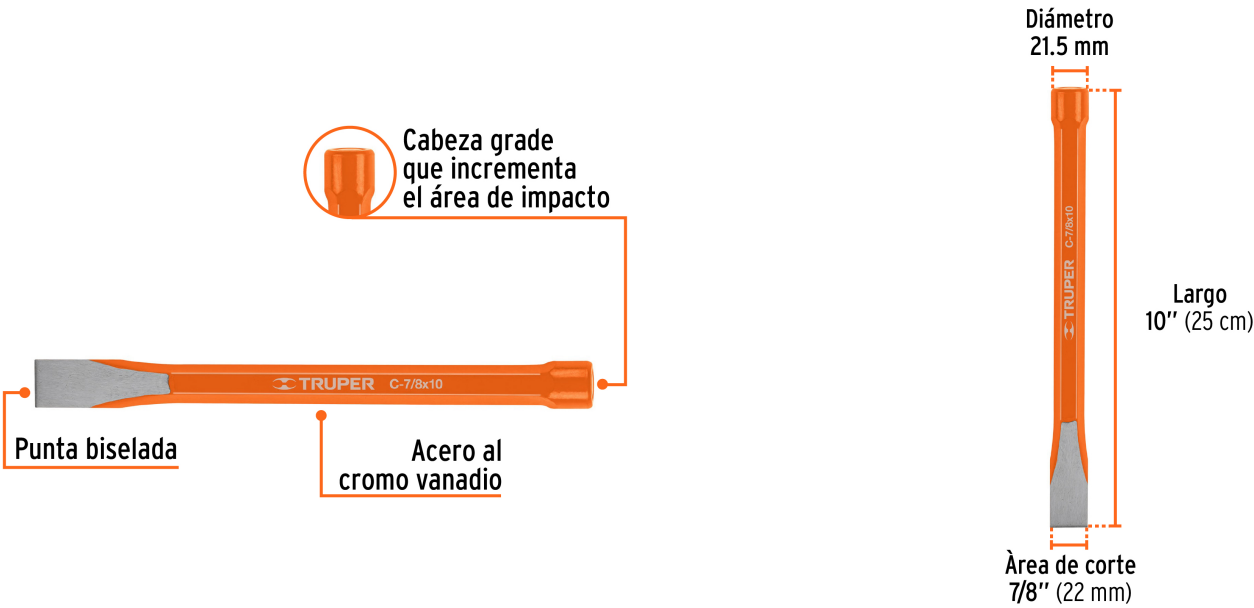 Cabeza grade
que incrementa
el área de impacto
TRUPER C-7/8x10
Punta biselada
Acero al
cromo vanadio
Diámetro
21.5 mm
TRUPER C-7/8x10
Largo
10’’ (25 cm)
Àrea de corte
7/8’’ (22 mm)